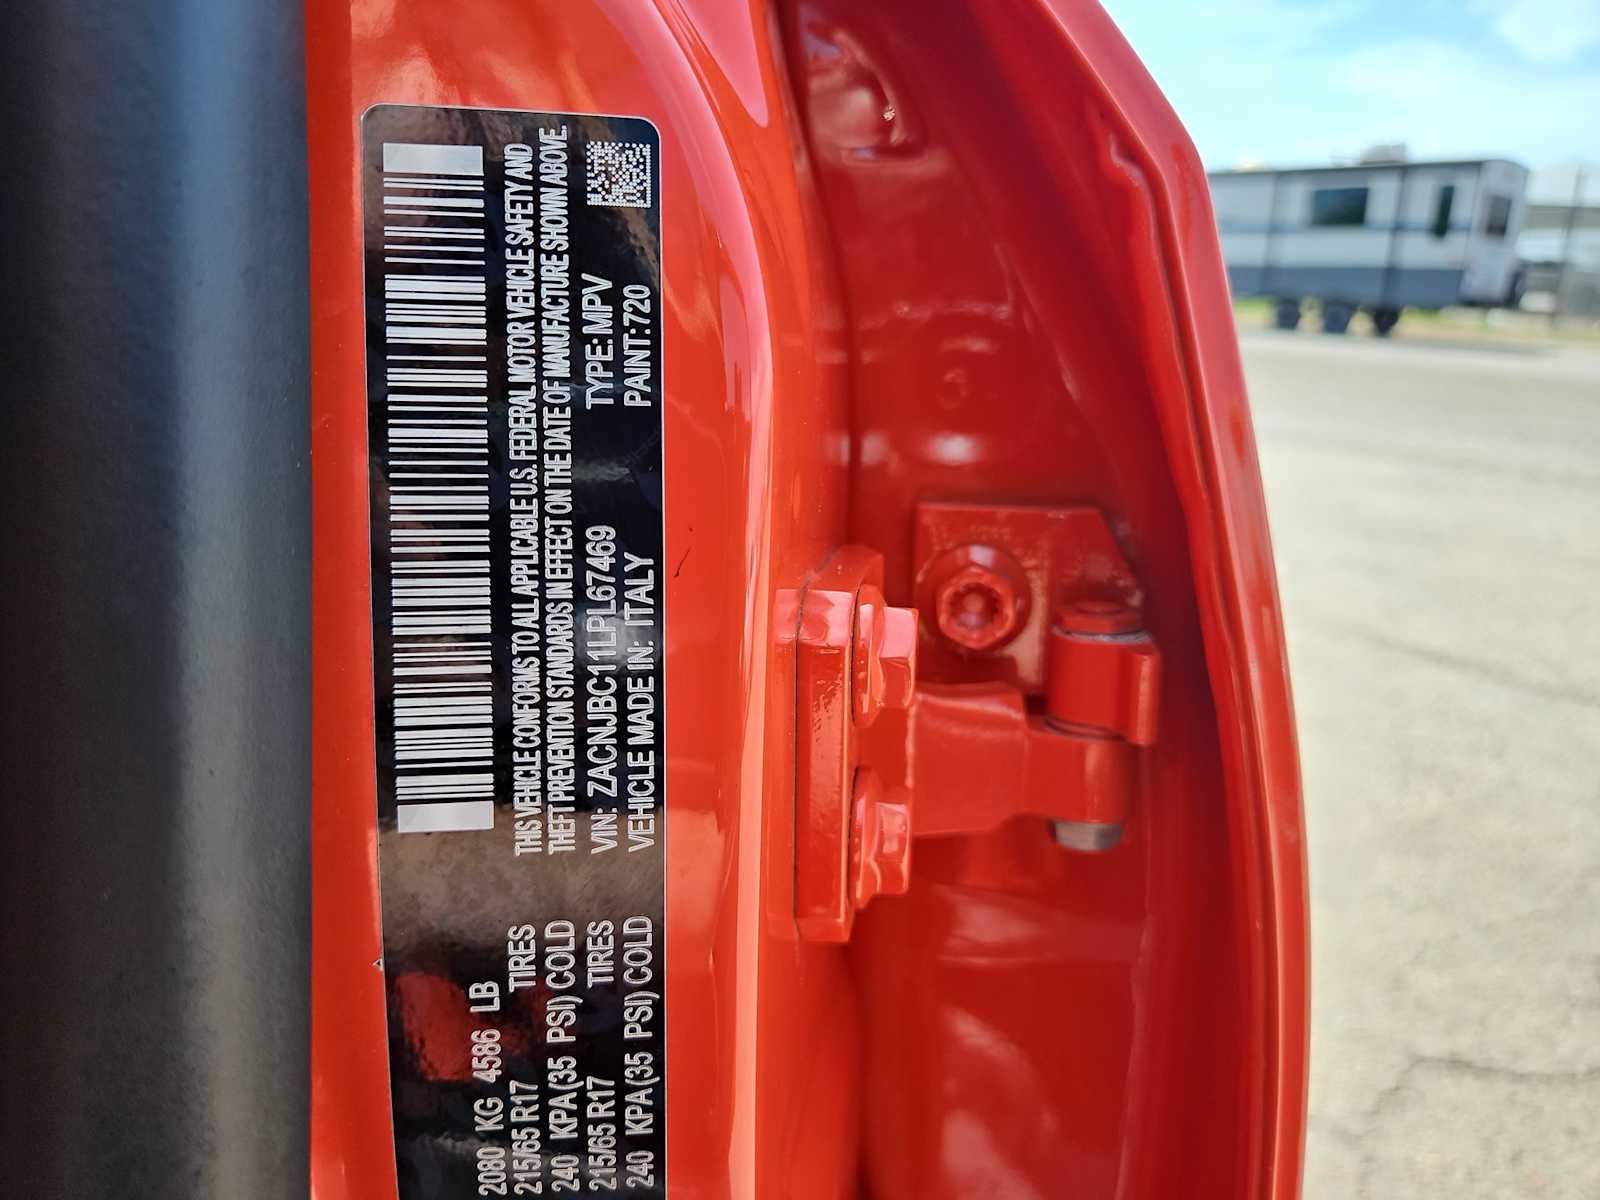 2080 KG 4586 LB
215/65 R17 TIRES
240 KPA (35 PSI) COLD
215/65 R17 TIRES
240 KPA (35 PSI) COLD
THIS VEHICLE CONFORMS TO ALL APPLICABLE U.S. FEDERAL MOTOR VEHICLE SAFETY AND
THEFT PREVENTION STANDARDS IN EFFECT ON THE DATE OF MANUFACTURE SHOWN ABOVE.
VIN: ZACNJBC11LPL67469 TYPE: MPV
VEHICLE MADE IN: ITALY PAINT: 720